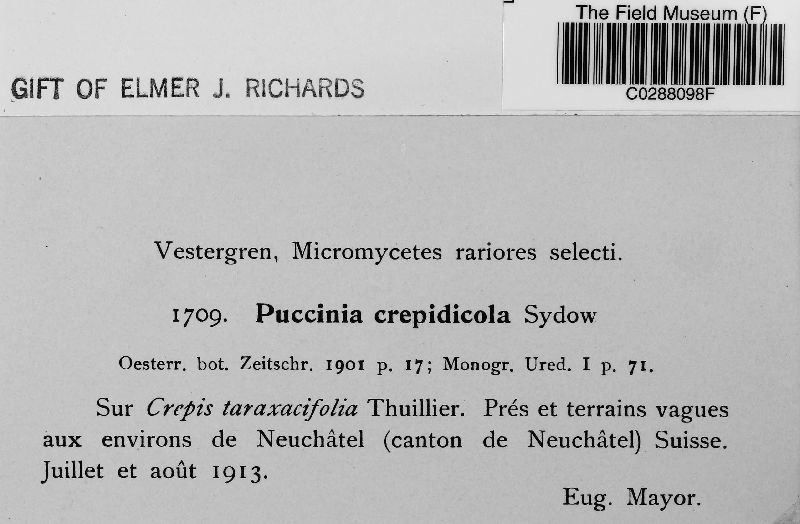 The Field Museum (F)
C0288098F
GIFT OF ELMER J. RICHARDS
Vestergren, Micromycetes rariores selecti.
1709. Puccinia crepidicola Sydow
Oesterr. bot. Zeitschr. 1901 p. 17; Monogr. Ured. I p. 71.
Sur Crepis taraxacifolia Thuillier. Prés et terrains vagues
aux environs de Neuchâtel (canton de Neuchâtel) Suisse.
Juillet et août 1913.
Eug. Mayor.